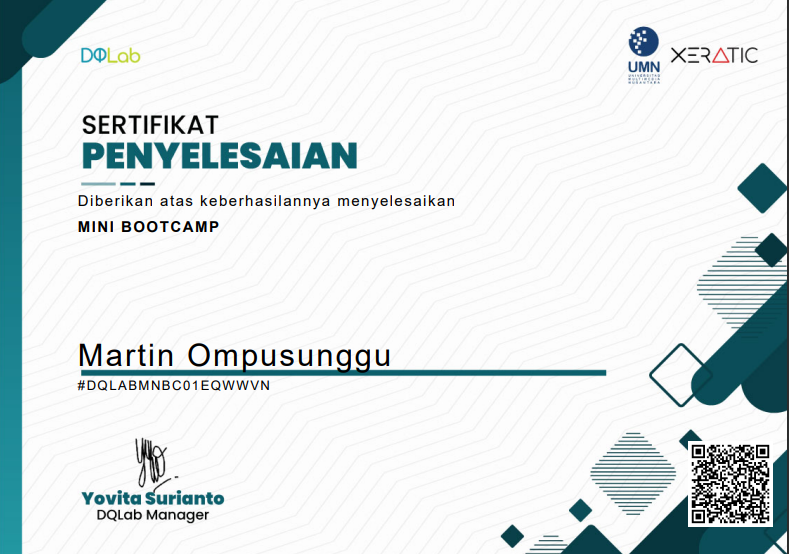 DQLab
UMN
UNIVERSITAS
MULTIMEDIA
NUSANTARA
XERATIC
SERTIFIKAT
PENYELESAIAN
Diberikan atas keberhasilannya menyelesaikan
MINI BOOTCAMP
Martin Ompusunggu
#DQLABMNBC01EQWWVN
Yovita Surianto
DQLab Manager